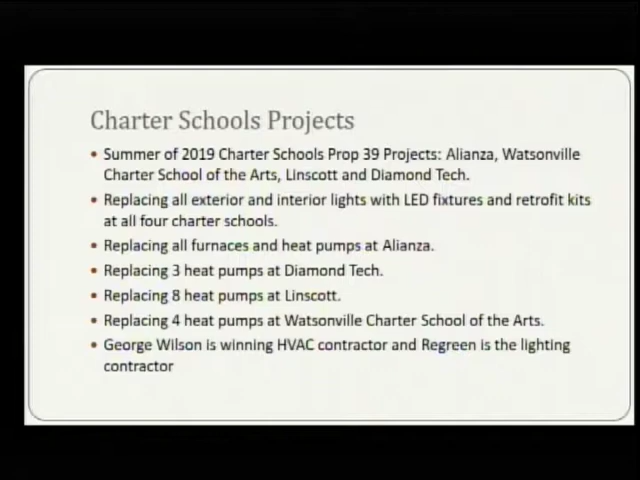 Charter Schools Projects
• Summer of 2019 Charter Schools Prop 39 Projects: Alianza, Watsonville
Charter School of the Arts, Linscott and Diamond Tech.
• Replacing all exterior and interior lights with LED fixtures and retrofit kits
at all four charter schools.
• Replacing all furnaces and heat pumps at Alianza.
• Replacing 3 heat pumps at Diamond Tech.
• Replacing 8 heat pumps at Linscott.
• Replacing 4 heat pumps at Watsonville Charter School of the Arts.
• George Wilson is winning HVAC contractor and Regreen is the lighting
contractor